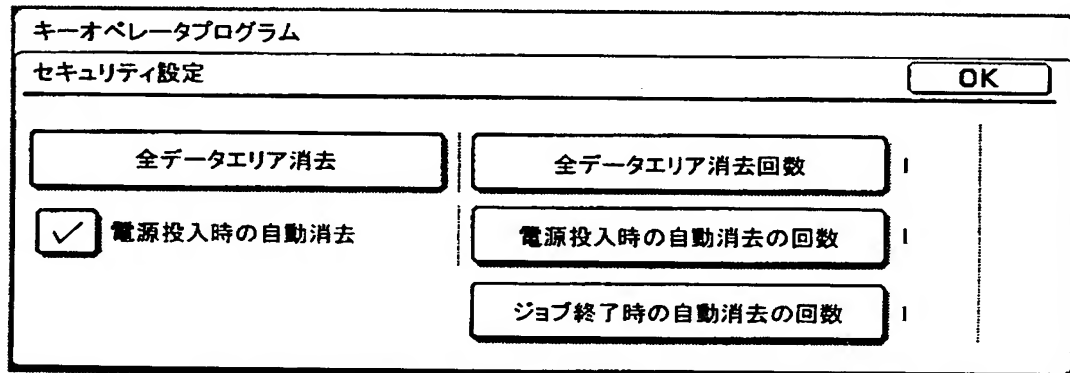 キーオペレータプログラム
セキュリティ設定
OK
全データエリア消去
全データエリア消去回数 1
電源投入時の自動消去
電源投入時の自動消去の回数 1
ジョブ終了時の自動消去の回数 1